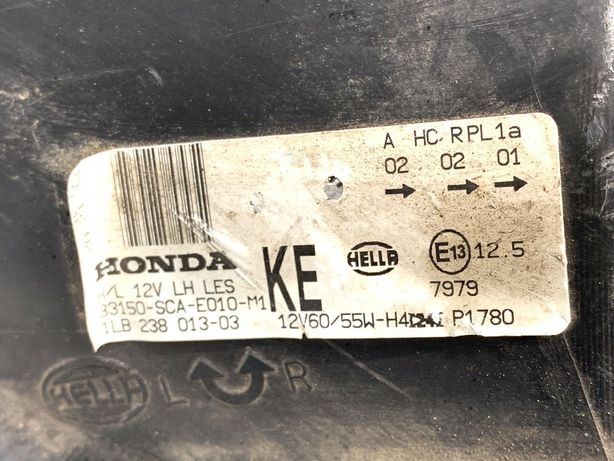 A HC R PL1a
02 02 01
HONDA
H/L 12V LH LES
33150-SCA-E010-M1
1LB 238 013-03
KE
HELLA
E13 12.5
7979
12V60/55W-H4 P1780
HELLA L R